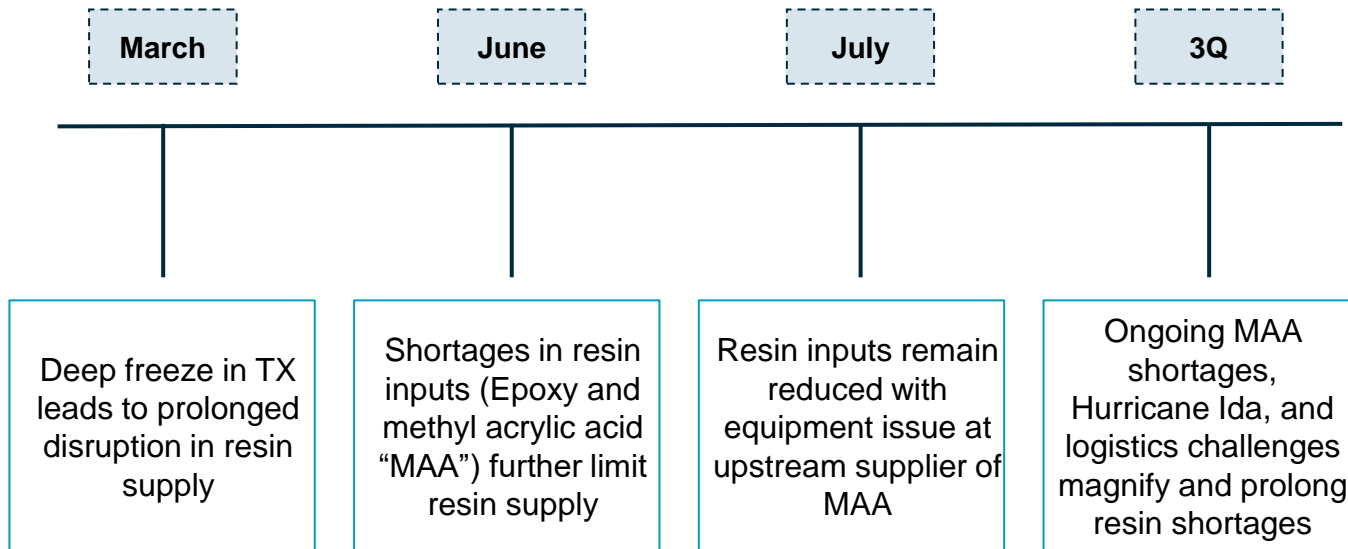 March
June
July
3Q
Deep freeze in TX
leads to prolonged
disruption in resin
supply
Shortages in resin
inputs (Epoxy and
methyl acrylic acid
“MAA”) further limit
resin supply
Resin inputs remain
reduced with
equipment issue at
upstream supplier of
MAA
Ongoing MAA
shortages,
Hurricane Ida, and
logistics challenges
magnify and prolong
resin shortages